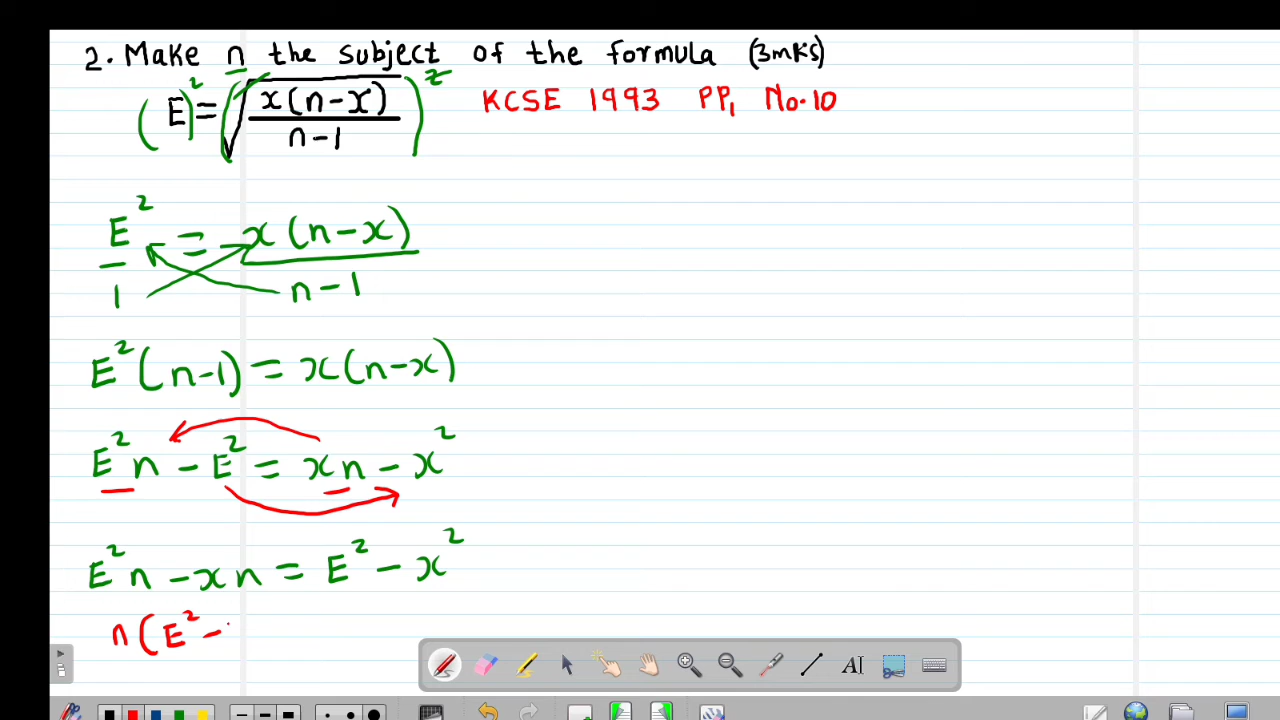 2. Make n the subject of the formula (3mks)
(E)² = (√(x(n-x)/(n-1)))² KCSE 1993 PP₁ No.10
E²/1 = x(n-x)/(n-1)
E²(n-1) = x(n-x)
E²n - E² = xn - x²
E²n - xn = E² - x²
n(E² -
AI